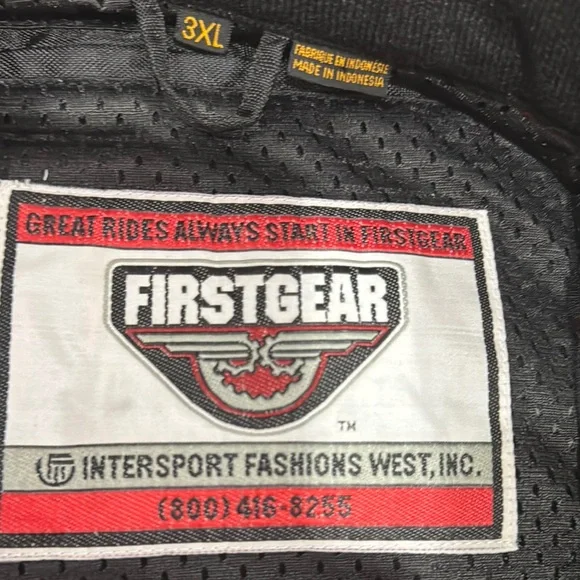 3XL
FABRIQUE EN INDONESIE
MADE IN INDONESIA
GREAT RIDES ALWAYS START IN FIRSTGEAR
FIRSTGEAR
TM
INTERSPORT FASHIONS WEST, INC.
(800) 416-8255